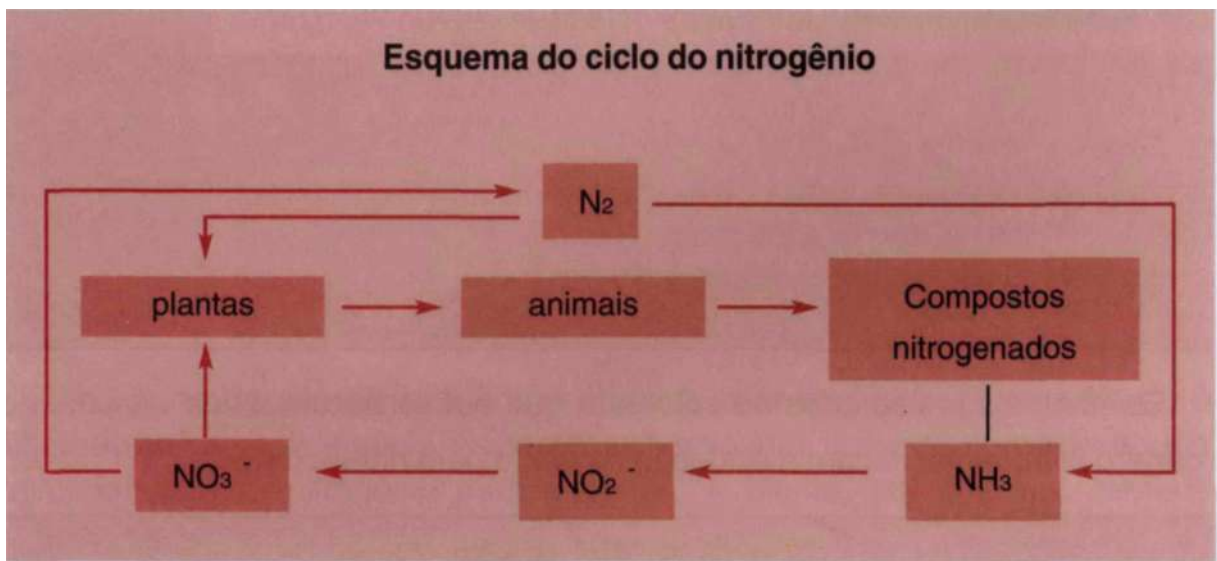 Esquema do ciclo do nitrogênio
N₂
plantas
animais
Compostos
nitrogenados
NO₃⁻
NO₂⁻
NH₃